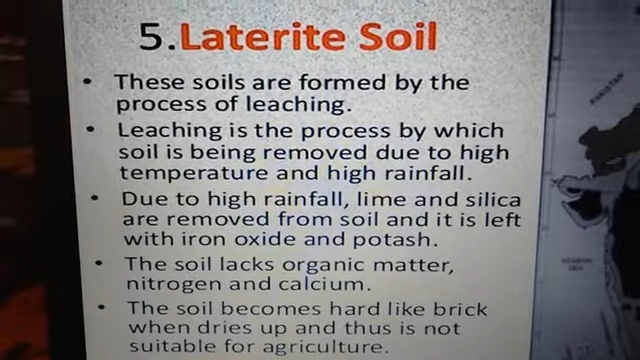 5.Laterite Soil
• These soils are formed by the
process of leaching.
• Leaching is the process by which
soil is being removed due to high
temperature and high rainfall.
• Due to high rainfall, lime and silica
are removed from soil and it is left
with iron oxide and potash.
• The soil lacks organic matter,
nitrogen and calcium.
• The soil becomes hard like brick
when dries up and thus is not
suitable for agriculture.
PAKISTAN
ARABIAN
SEA